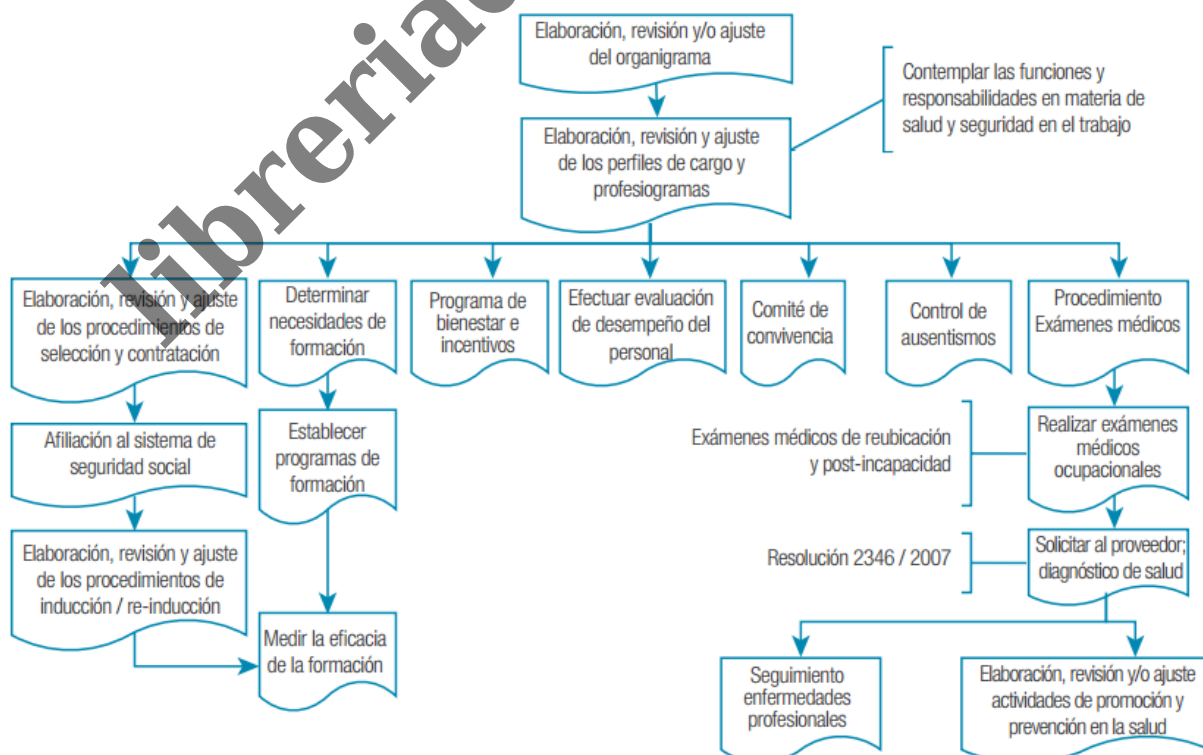 libreria
Elaboración, revisión y/o ajuste
del organigrama
Contemplar las funciones y
responsabilidades en materia de
salud y seguridad en el trabajo
Elaboración, revisión y ajuste
de los perfiles de cargo y
profesiogramas
Elaboración, revisión y ajuste
de los procedimientos de
selección y contratación
Determinar
necesidades de
formación
Programa de
bienestar e
incentivos
Efectuar evaluación
de desempeño del
personal
Comité de
convivencia
Control de
ausentismos
Procedimiento
Exámenes médicos
Afiliación al sistema de
seguridad social
Establecer
programas de
formación
Exámenes médicos de reubicación
y post-incapacidad
Realizar exámenes
médicos
ocupacionales
Elaboración, revisión y ajuste
de los procedimientos de
inducción / re-inducción
Resolución 2346 / 2007
Solicitar al proveedor;
diagnóstico de salud
Medir la eficacia
de la formación
Seguimiento
enfermedades
profesionales
Elaboración, revisión y/o ajuste
actividades de promoción y
prevención en la salud